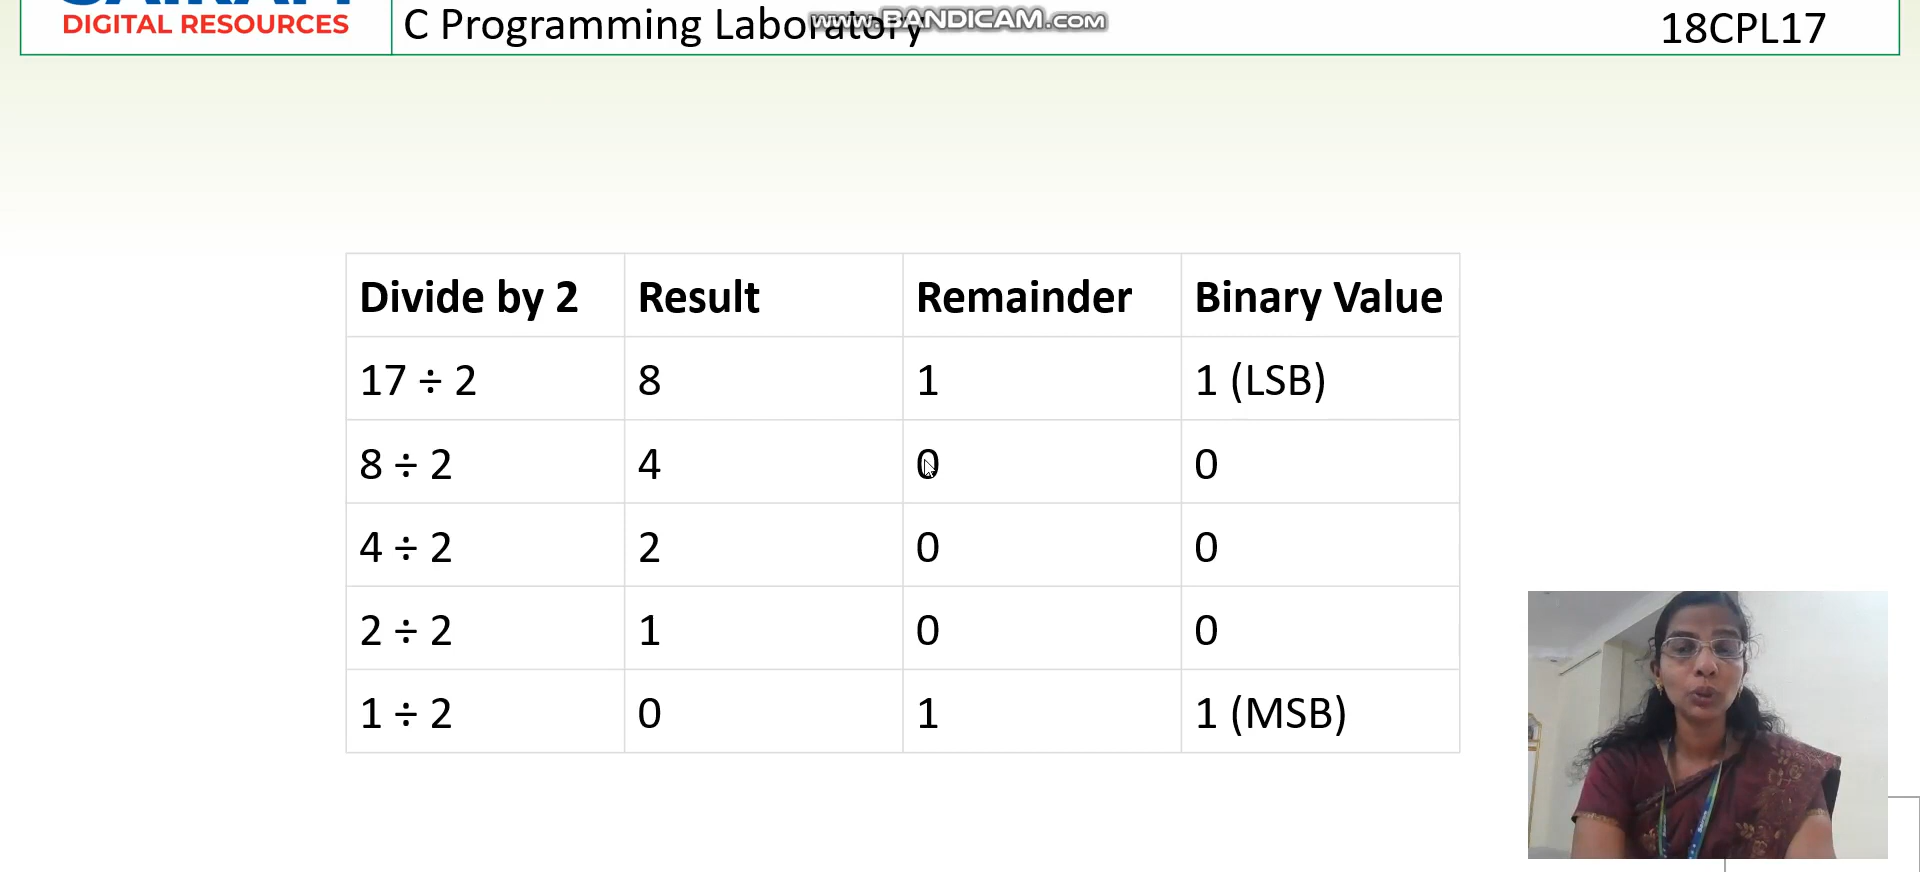 DIGITAL RESOURCES
C Programming Laboratory
www.BANDICAM.COM
18CPL17
Divide by 2 Result Remainder Binary Value
17 ÷ 2 8 1 1 (LSB)
8 ÷ 2 4 0 0
4 ÷ 2 2 0 0
2 ÷ 2 1 0 0
1 ÷ 2 0 1 1 (MSB)